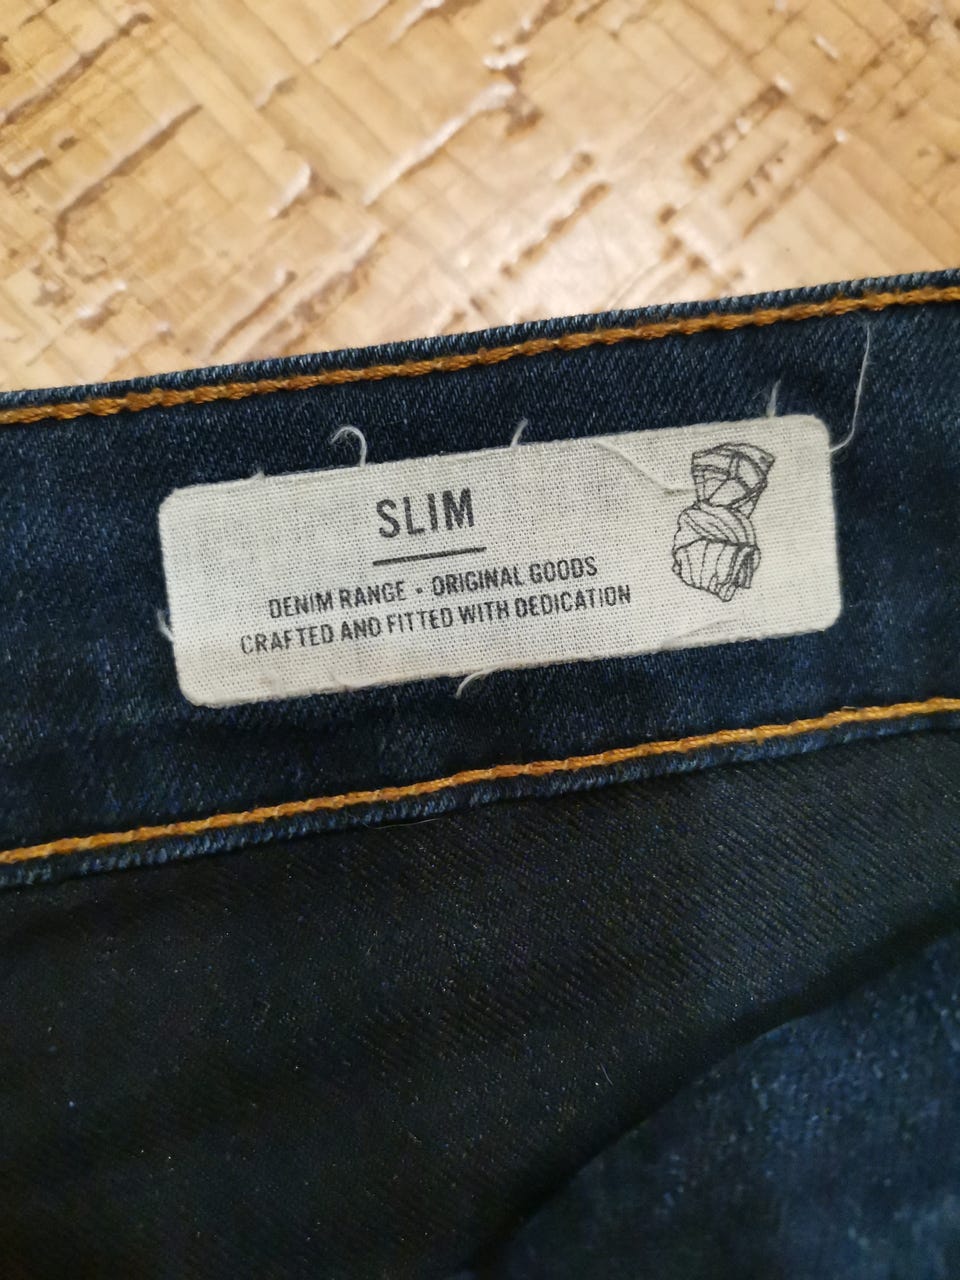 SLIM
DENIM RANGE · ORIGINAL GOODS
CRAFTED AND FITTED WITH DEDICATION